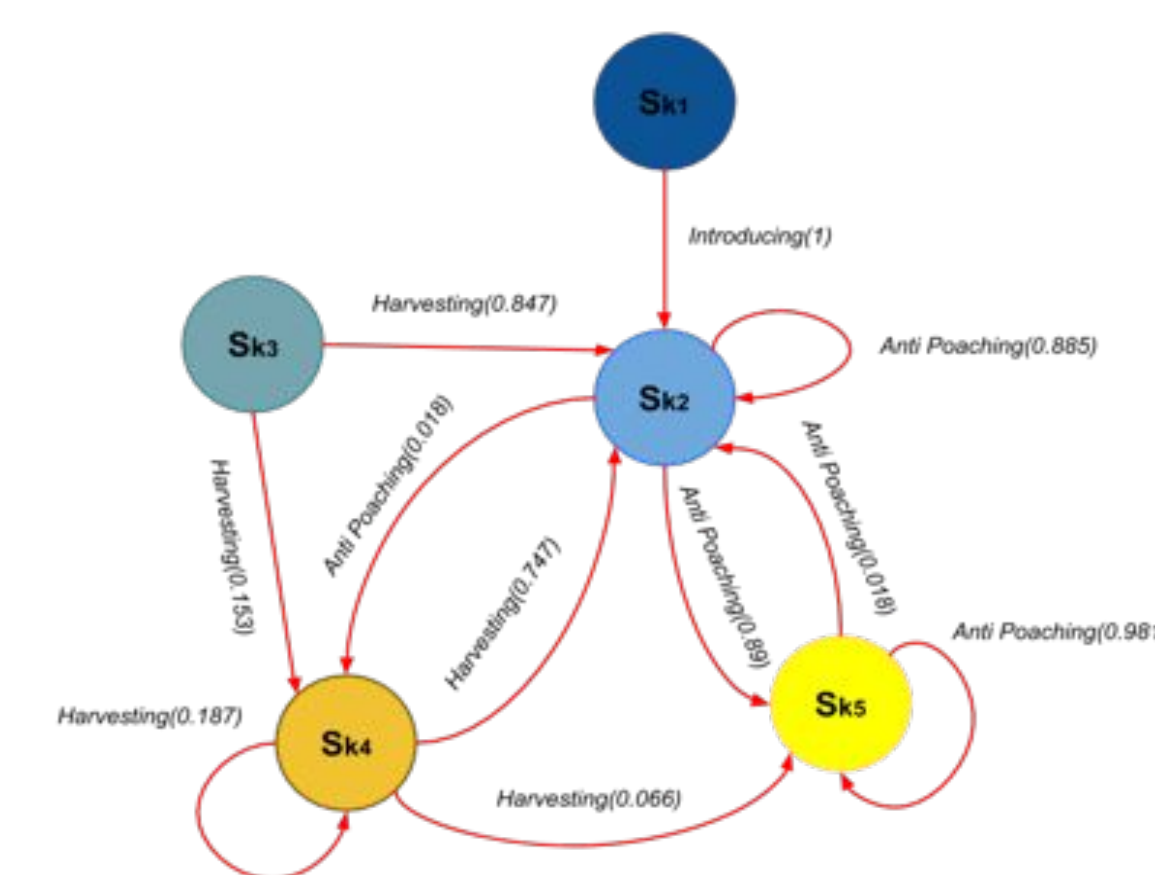 Sk1
Introducing(1)
Harvesting(0.847)
Sk3
Anti Poaching(0.885)
Sk2
Anti Poaching(0.018)
Harvesting(0.153)
Harvesting(0.747)
Anti Poaching(0.89)
Anti Poaching(0.018)
Anti Poaching(0.981
Sk5
Harvesting(0.187)
Sk4
Harvesting(0.066)